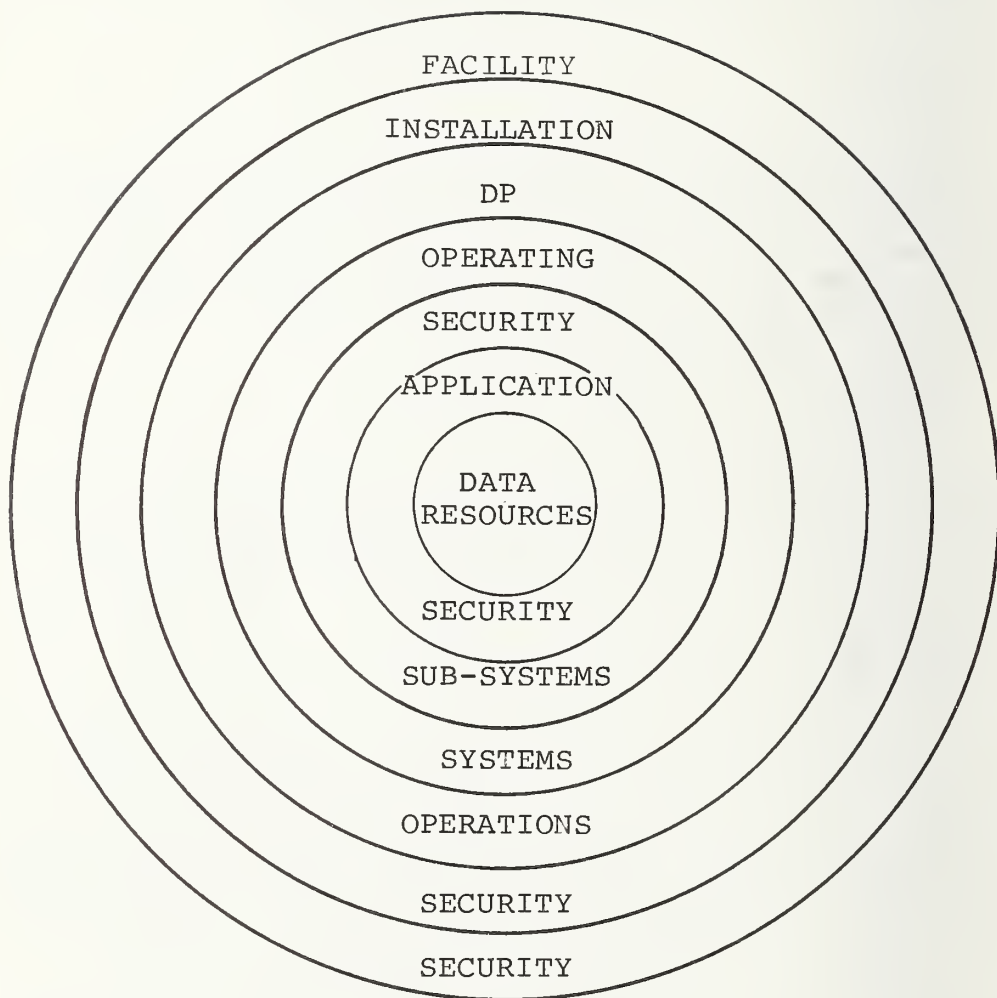 FACILITY
INSTALLATION
DP
OPERATING
SECURITY
APPLICATION
DATA
RESOURCES
SECURITY
SUB-SYSTEMS
SYSTEMS
OPERATIONS
SECURITY
SECURITY